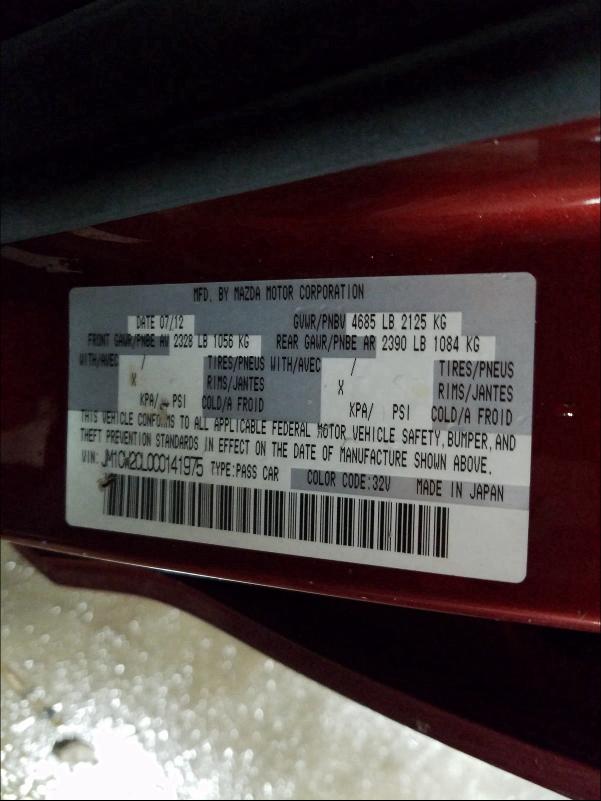 MFD. BY MAZDA MOTOR CORPORATION
DATE 07/12 GVWR/PNBV 4685 LB 2125 KG
FRONT GAWR/PNBE AV 2328 LB 1056 KG REAR GAWR/PNBE AR 2390 LB 1084 KG
WITH/AVEC / TIRES/PNEUS WITH/AVEC / TIRES/PNEUS
X RIMS/JANTES X RIMS/JANTES
KPA/ PSI COLD/A FROID KPA/ PSI COLD/A FROID
THIS VEHICLE CONFORMS TO ALL APPLICABLE FEDERAL MOTOR VEHICLE SAFETY, BUMPER, AND
THEFT PREVENTION STANDARDS IN EFFECT ON THE DATE OF MANUFACTURE SHOWN ABOVE.
VIN: JM1CW2CL0C0141975 TYPE: PASS CAR COLOR CODE: 32V MADE IN JAPAN